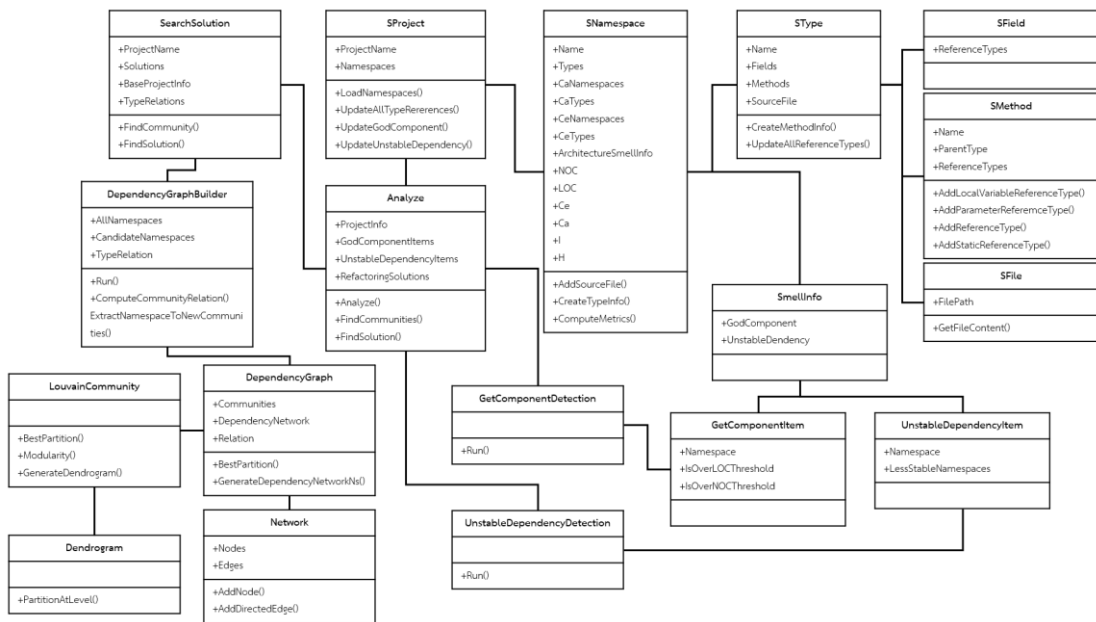 SearchSolution
+ProjectName
+Solutions
+BaseProjectInfo
+TypeRelations
+FindCommunity()
+FindSolution()
SProject
+ProjectName
+Namespaces
+LoadNamespaces()
+UpdateAllTypeRererences()
+UpdateGodComponent()
+UpdateUnstableDependency()
SNamespace
+Name
+Types
+CaNamespaces
+CaTypes
+CeNamespaces
+CeTypes
+ArchitectureSmellInfo
+NOC
+LOC
+Ce
+Ca
+I
+H
+AddSourceFile()
+CreateTypeInfo()
+ComputeMetrics()
SType
+Name
+Fields
+Methods
+SourceFile
+CreateMethodInfo()
+UpdateAllReferenceTypes()
SField
+ReferenceTypes
SMethod
+Name
+ParentType
+ReferenceTypes
+AddLocalVariableReferenceType()
+AddParameterReferemceType()
+AddReferenceType()
+AddStaticReferenceType()
SFile
+FilePath
+GetFileContent()
DependencyGraphBuilder
+AllNamespaces
+CandidateNamespaces
+TypeRelation
+Run()
+ComputeCommunityRelation()
ExtractNamespaceToNewCommuni
ties()
Analyze
+ProjectInfo
+GodComponentItems
+UnstableDependencyItems
+RefactoringSolutions
+Analyze()
+FindCommunities()
+FindSolution()
SmellInfo
+GodComponent
+UnstableDendency
LouvainCommunity
+BestPartition()
+Modularity()
+GenerateDendrogram()
DependencyGraph
+Communities
+DependencyNetwork
+Relation
+BestPartition()
+GenerateDependencyNetworkNs()
GetComponentDetection
+Run()
GetComponentItem
+Namespace
+IsOverLOCThreshold
+IsOverNOCThreshold
UnstableDependencyItem
+Namespace
+LessStableNamespaces
Dendrogram
+PartitionAtLevel()
Network
+Nodes
+Edges
+AddNode()
+AddDirectedEdge()
UnstableDependencyDetection
+Run()